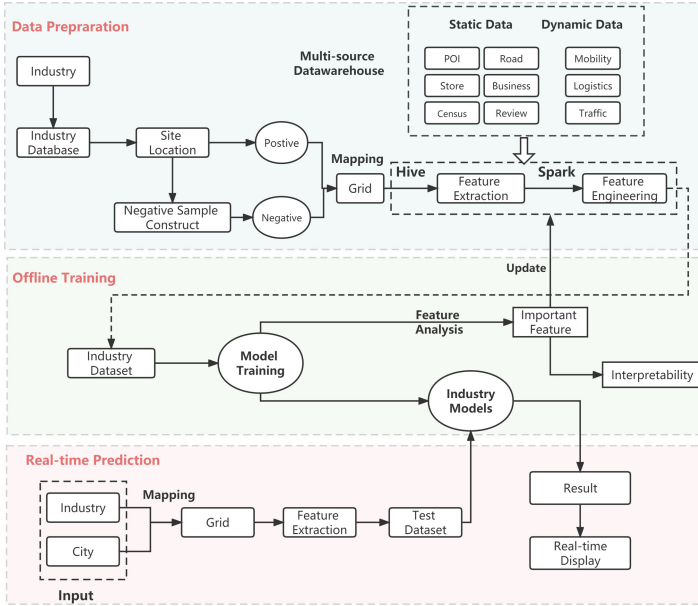 Data Prepraration
Static Data
Dynamic Data
Multi-source
Datawarehouse
POI
Road
Mobility
Store
Business
Logistics
Census
Review
Traffic
Industry
Industry
Database
Site
Location
Postive
Negative Sample
Construct
Negative
Mapping
Grid
Hive
Feature
Extraction
Spark
Feature
Engineering
Offline Training
Update
Industry
Dataset
Model
Training
Feature
Analysis
Important
Feature
Interpretability
Industry
Models
Real-time Prediction
Industry
City
Input
Mapping
Grid
Feature
Extraction
Test
Dataset
Result
Real-time
Display